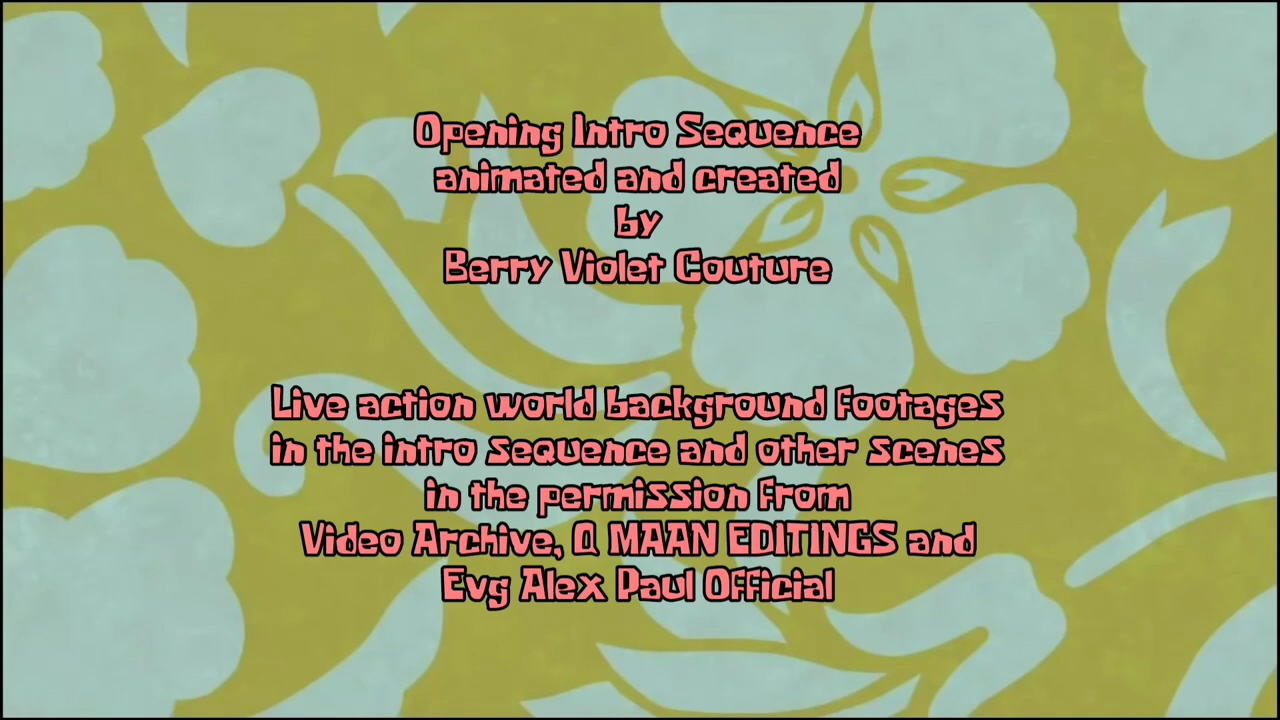 Opening Intro Sequence
animated and created
by
Berry Violet Couture
Live action world background footages
in the intro sequence and other scenes
in the permission from
Video Archive, Q MAAN EDITINGS and
Evg Alex Paul Official